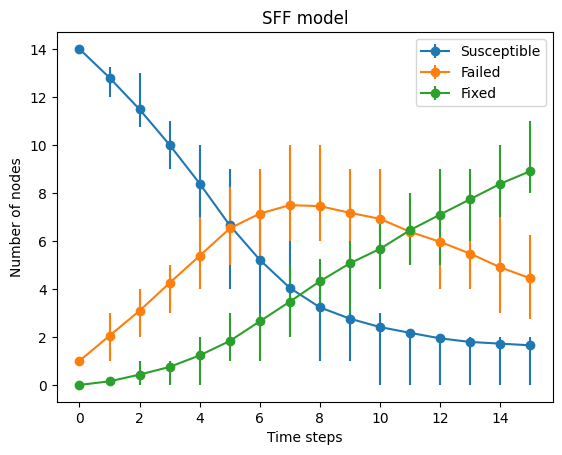 SFF model
Susceptible
Failed
Fixed
Number of nodes
14
12
10
8
6
4
2
0
0 2 4 6 8 10 12 14
Time steps